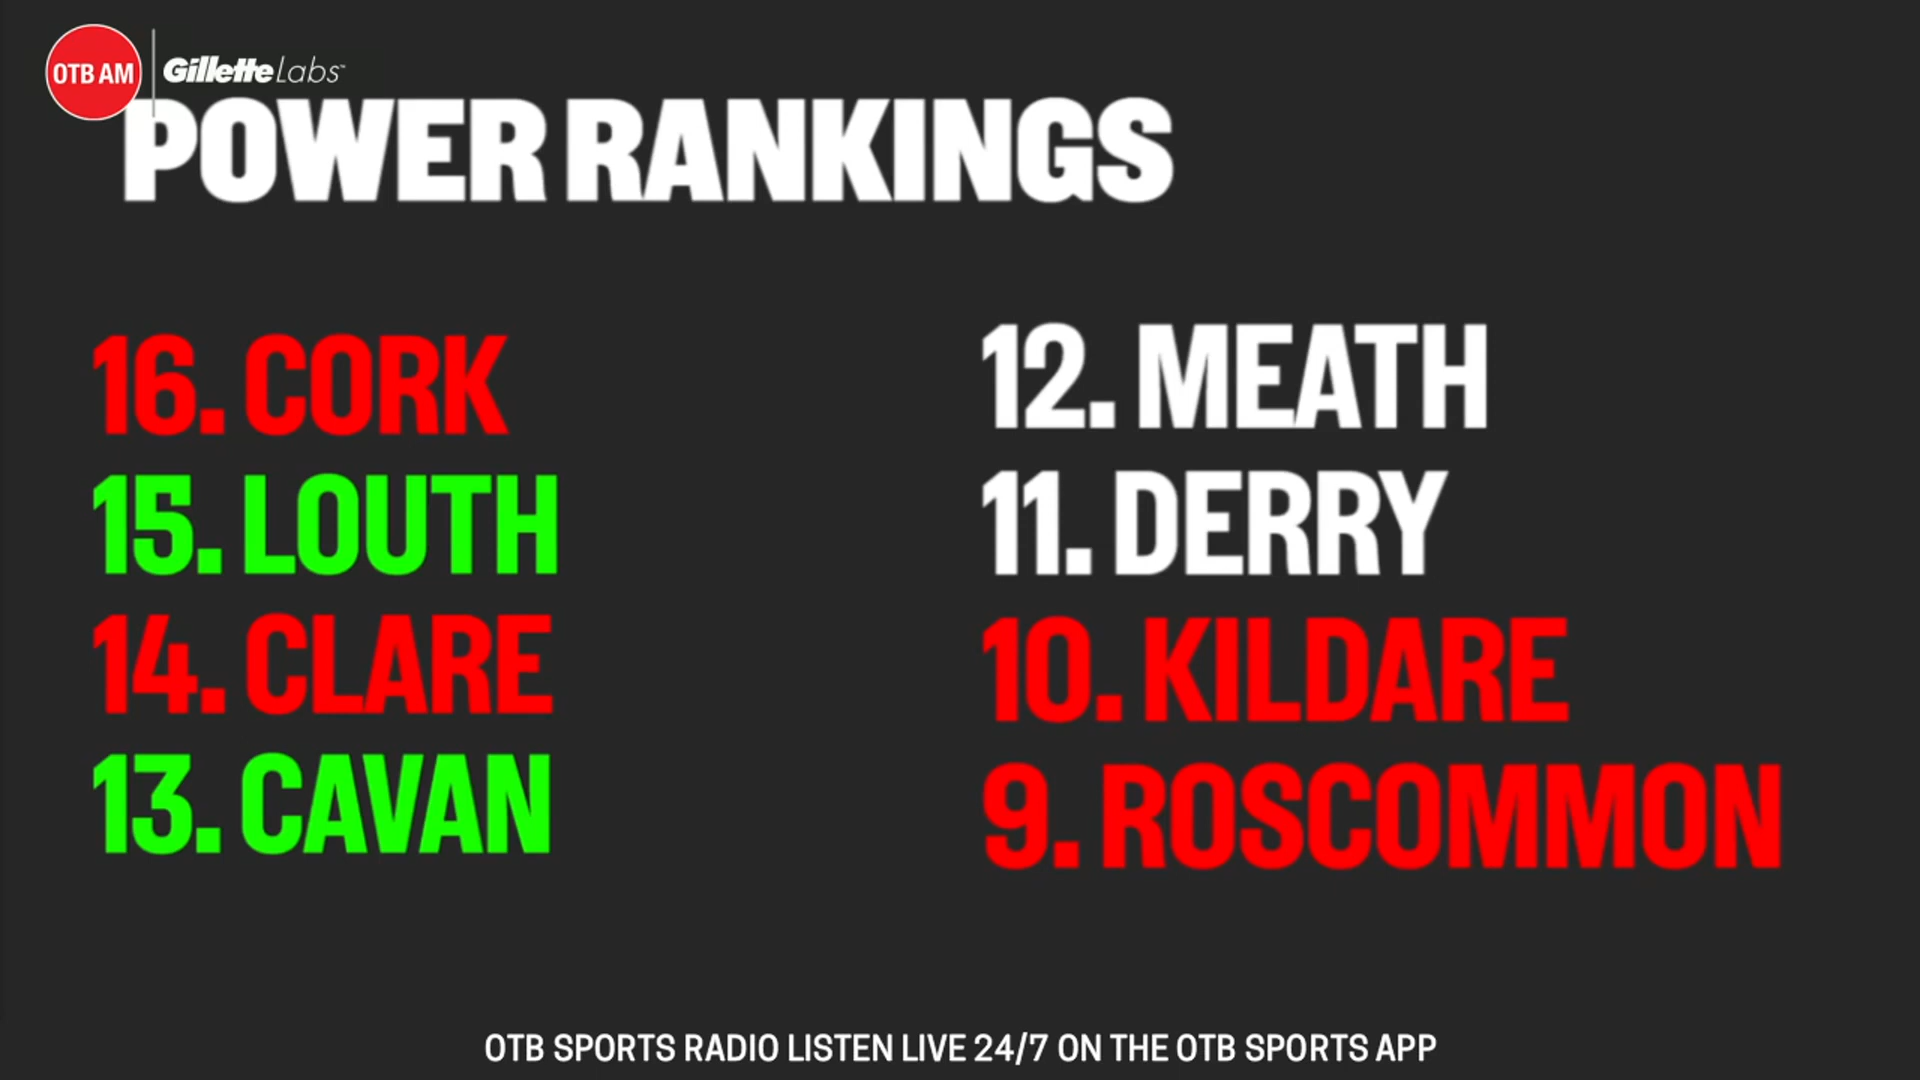 OTB AM
Gillette Labs™
POWER RANKINGS
16. CORK
15. LOUTH
14. CLARE
13. CAVAN
12. MEATH
11. DERRY
10. KILDARE
9. ROSCOMMON
OTB SPORTS RADIO LISTEN LIVE 24/7 ON THE OTB SPORTS APP